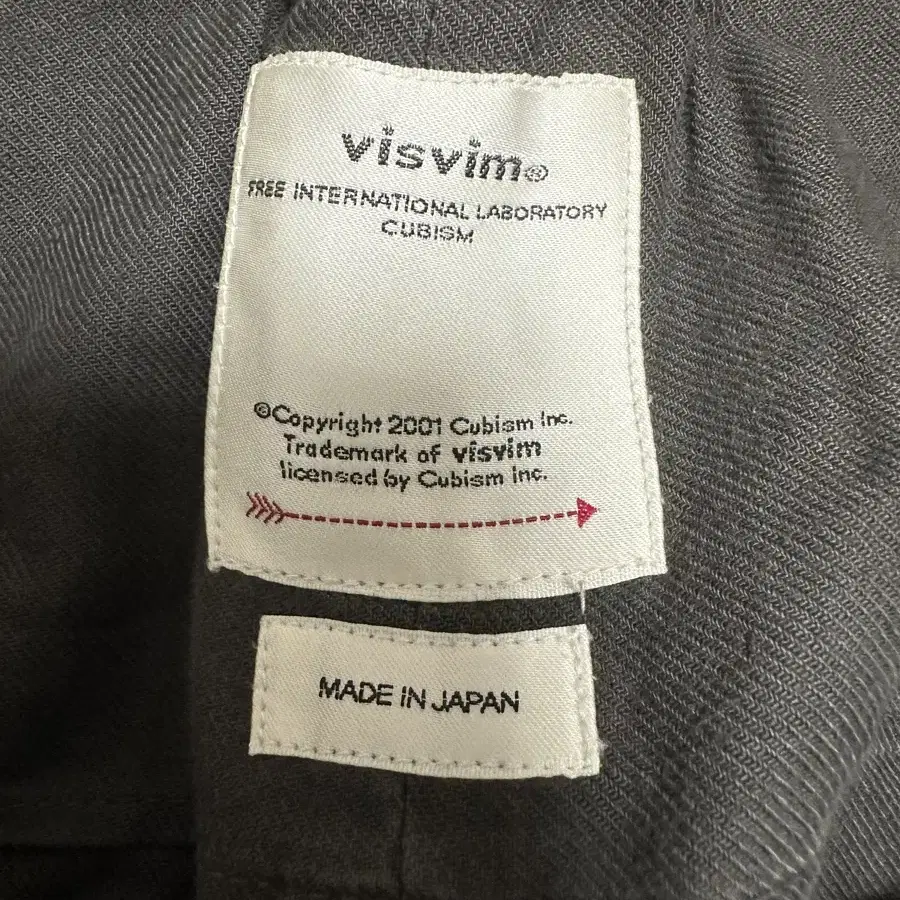 visvim®
FREE INTERNATIONAL LABORATORY
CUBISM
©Copyright 2001 Cubism Inc.
Trademark of visvim
licensed by Cubism Inc.
MADE IN JAPAN